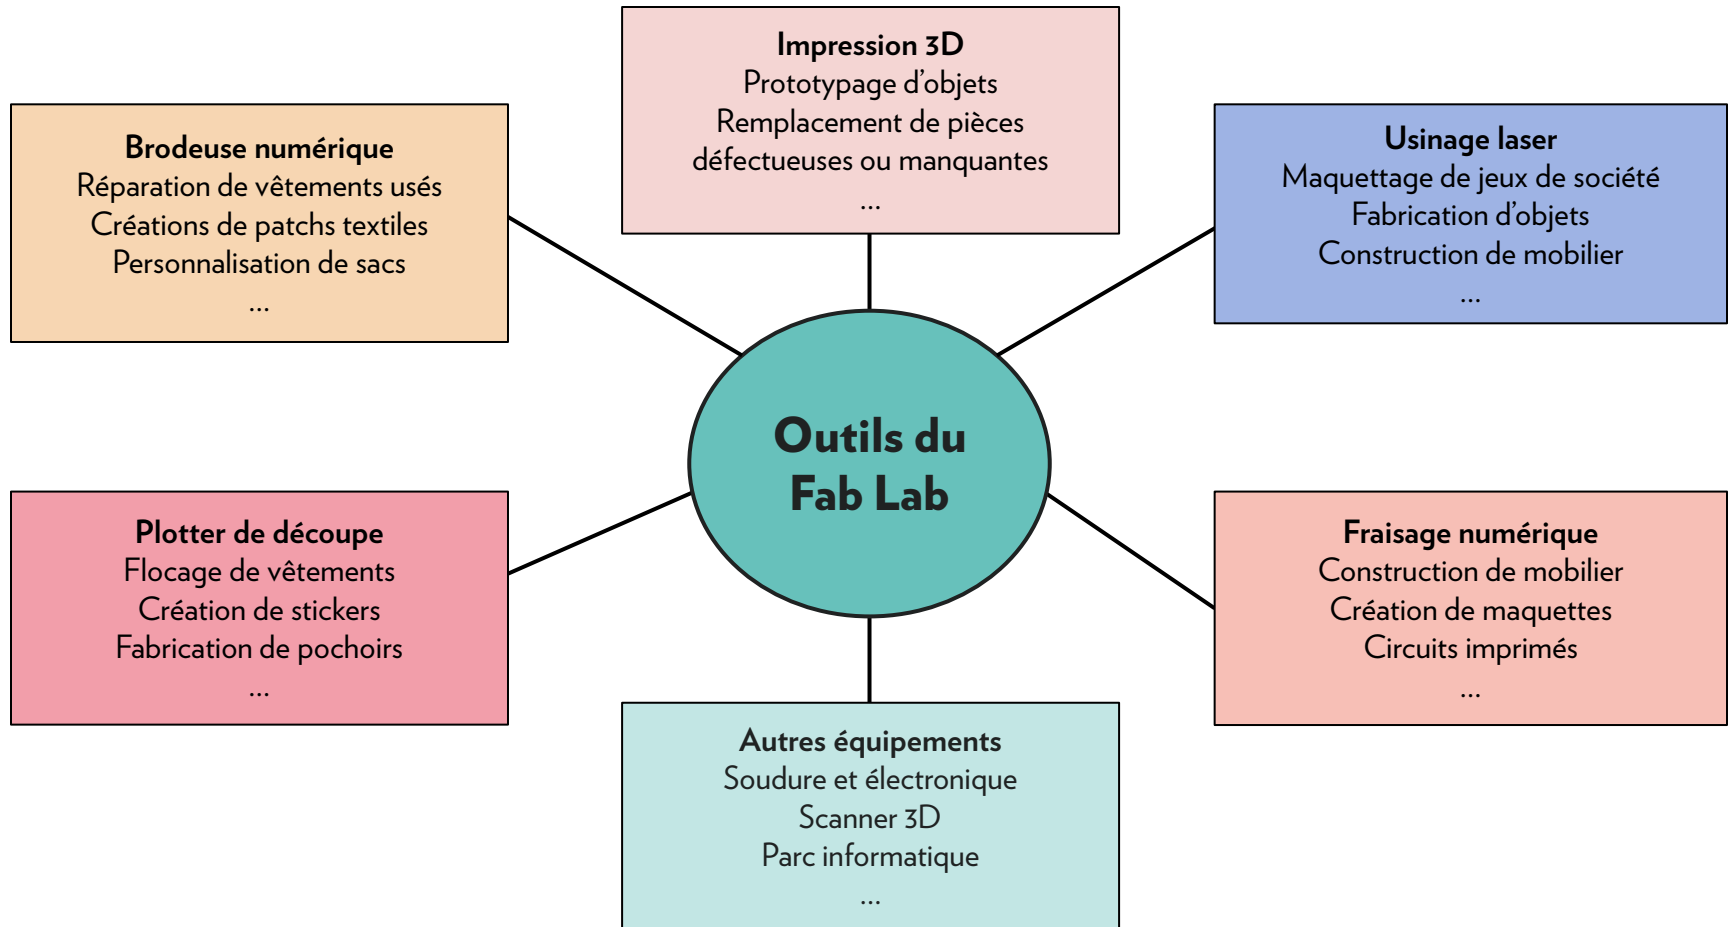 Impression 3D
Prototypage d’objets
Remplacement de pièces
défectueuses ou manquantes
...
Brodeuse numérique
Réparation de vêtements usés
Créations de patchs textiles
Personnalisation de sacs
...
Usinage laser
Maquettage de jeux de société
Fabrication d’objets
Construction de mobilier
...
Outils du
Fab Lab
Plotter de découpe
Flocage de vêtements
Création de stickers
Fabrication de pochoirs
...
Fraisage numérique
Construction de mobilier
Création de maquettes
Circuits imprimés
...
Autres équipements
Soudure et électronique
Scanner 3D
Parc informatique
...